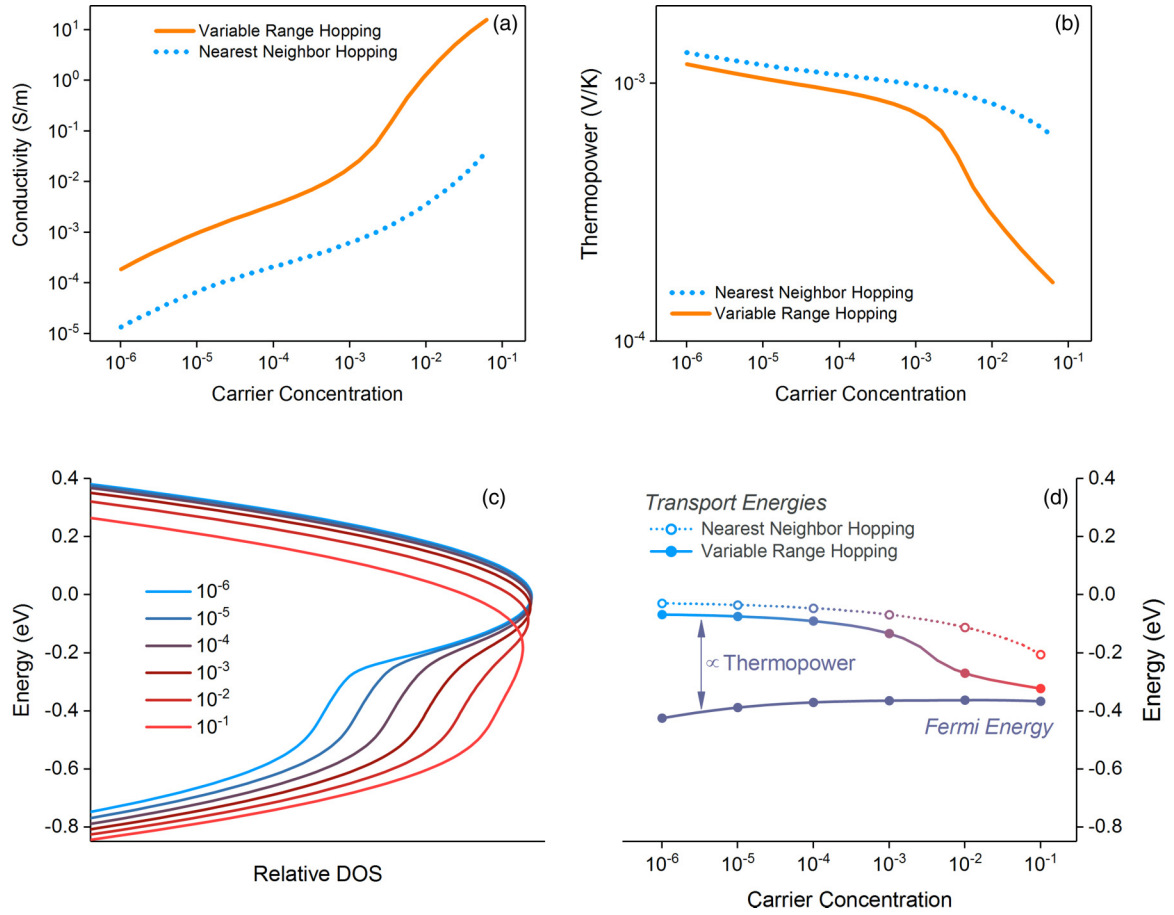 (a)
Variable Range Hopping
Nearest Neighbor Hopping
10^1
10^0
10^-1
10^-2
10^-3
10^-4
10^-5
Conductivity (S/m)
10^-6
10^-5
10^-4
10^-3
10^-2
10^-1
Carrier Concentration
(b)
10^-3
10^-4
Thermopower (V/K)
Nearest Neighbor Hopping
Variable Range Hopping
10^-6
10^-5
10^-4
10^-3
10^-2
10^-1
Carrier Concentration
(c)
0.4
0.2
0.0
-0.2
-0.4
-0.6
-0.8
Energy (eV)
10^-6
10^-5
10^-4
10^-3
10^-2
10^-1
Relative DOS
(d)
Transport Energies
Nearest Neighbor Hopping
Variable Range Hopping
∝ Thermopower
Fermi Energy
0.4
0.2
0.0
-0.2
-0.4
-0.6
-0.8
Energy (eV)
10^-6
10^-5
10^-4
10^-3
10^-2
10^-1
Carrier Concentration